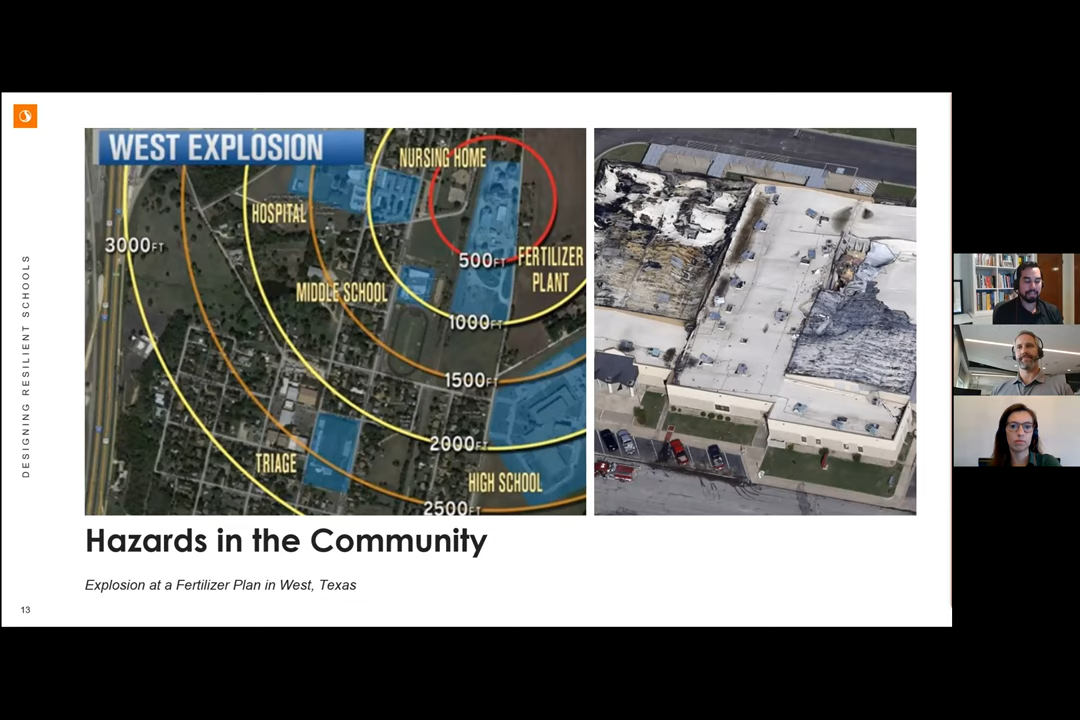 DESIGNING RESILIENT SCHOOLS
WEST EXPLOSION
NURSING HOME
HOSPITAL
3000FT
500FT
FERTILIZER
PLANT
MIDDLE SCHOOL
1000FT
1500FT
2000FT
TRIAGE
HIGH SCHOOL
2500FT
Hazards in the Community
Explosion at a Fertilizer Plan in West, Texas
13